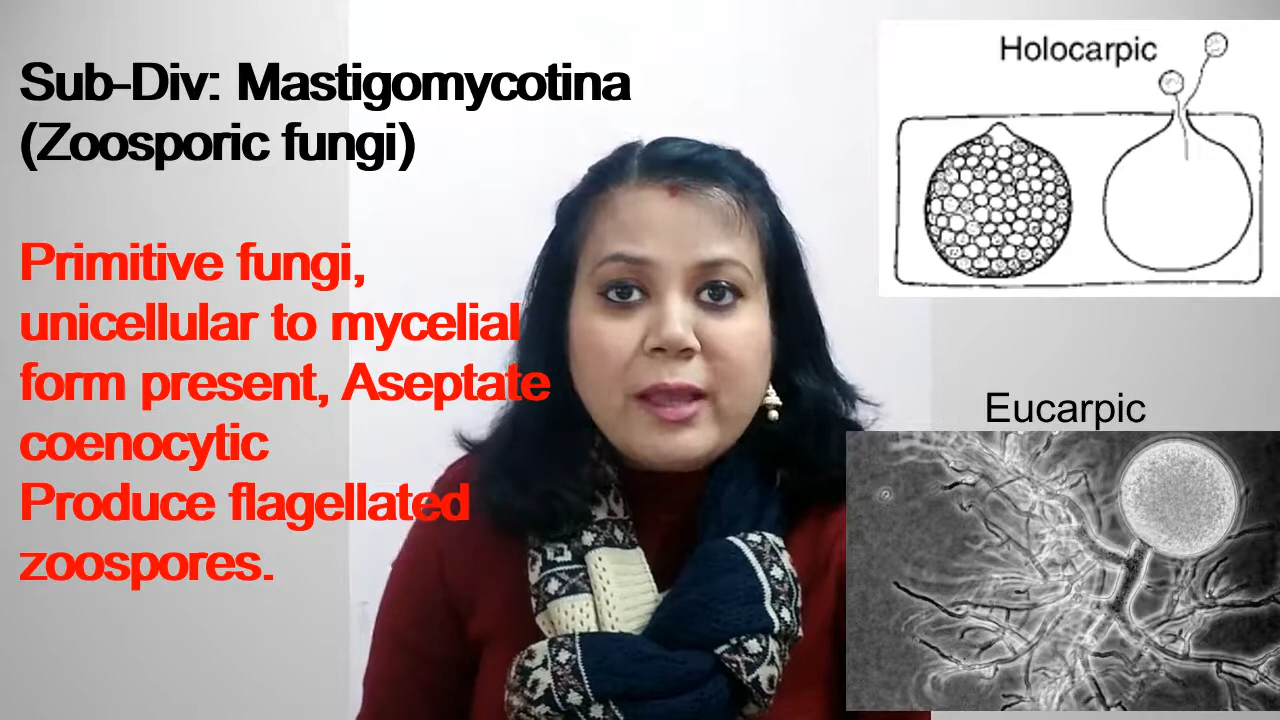 Sub-Div: Mastigomycotina
(Zoosporic fungi)
Primitive fungi,
unicellular to mycelial
form present, Aseptate
coenocytic
Produce flagellated
zoospores.
Holocarpic
Eucarpic